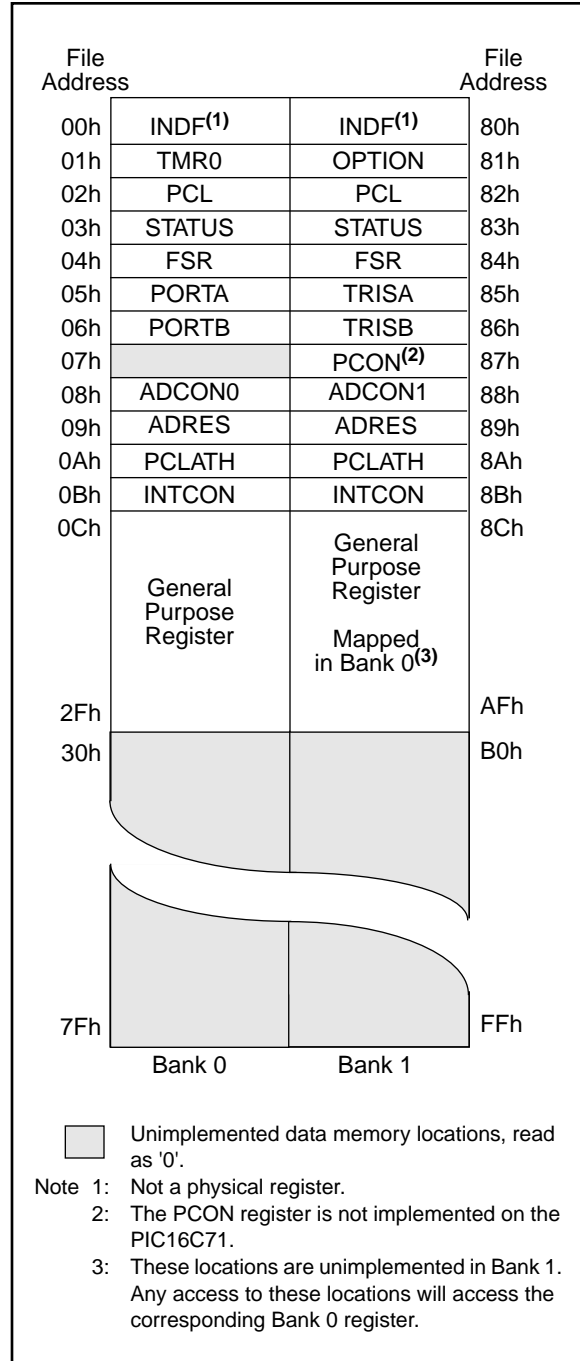 File Address
File Address
00h INDF(1) INDF(1) 80h
01h TMR0 OPTION 81h
02h PCL PCL 82h
03h STATUS STATUS 83h
04h FSR FSR 84h
05h PORTA TRISA 85h
06h PORTB TRISB 86h
07h PCON(2) 87h
08h ADCON0 ADCON1 88h
09h ADRES ADRES 89h
0Ah PCLATH PCLATH 8Ah
0Bh INTCON INTCON 8Bh
0Ch 8Ch
General
Purpose
Register
General
Purpose
Register
Mapped
in Bank 0(3)
2Fh AFh
30h B0h
7Fh FFh
Bank 0 Bank 1
Unimplemented data memory locations, read
as '0'.
Note 1: Not a physical register.
2: The PCON register is not implemented on the
PIC16C71.
3: These locations are unimplemented in Bank 1.
Any access to these locations will access the
corresponding Bank 0 register.